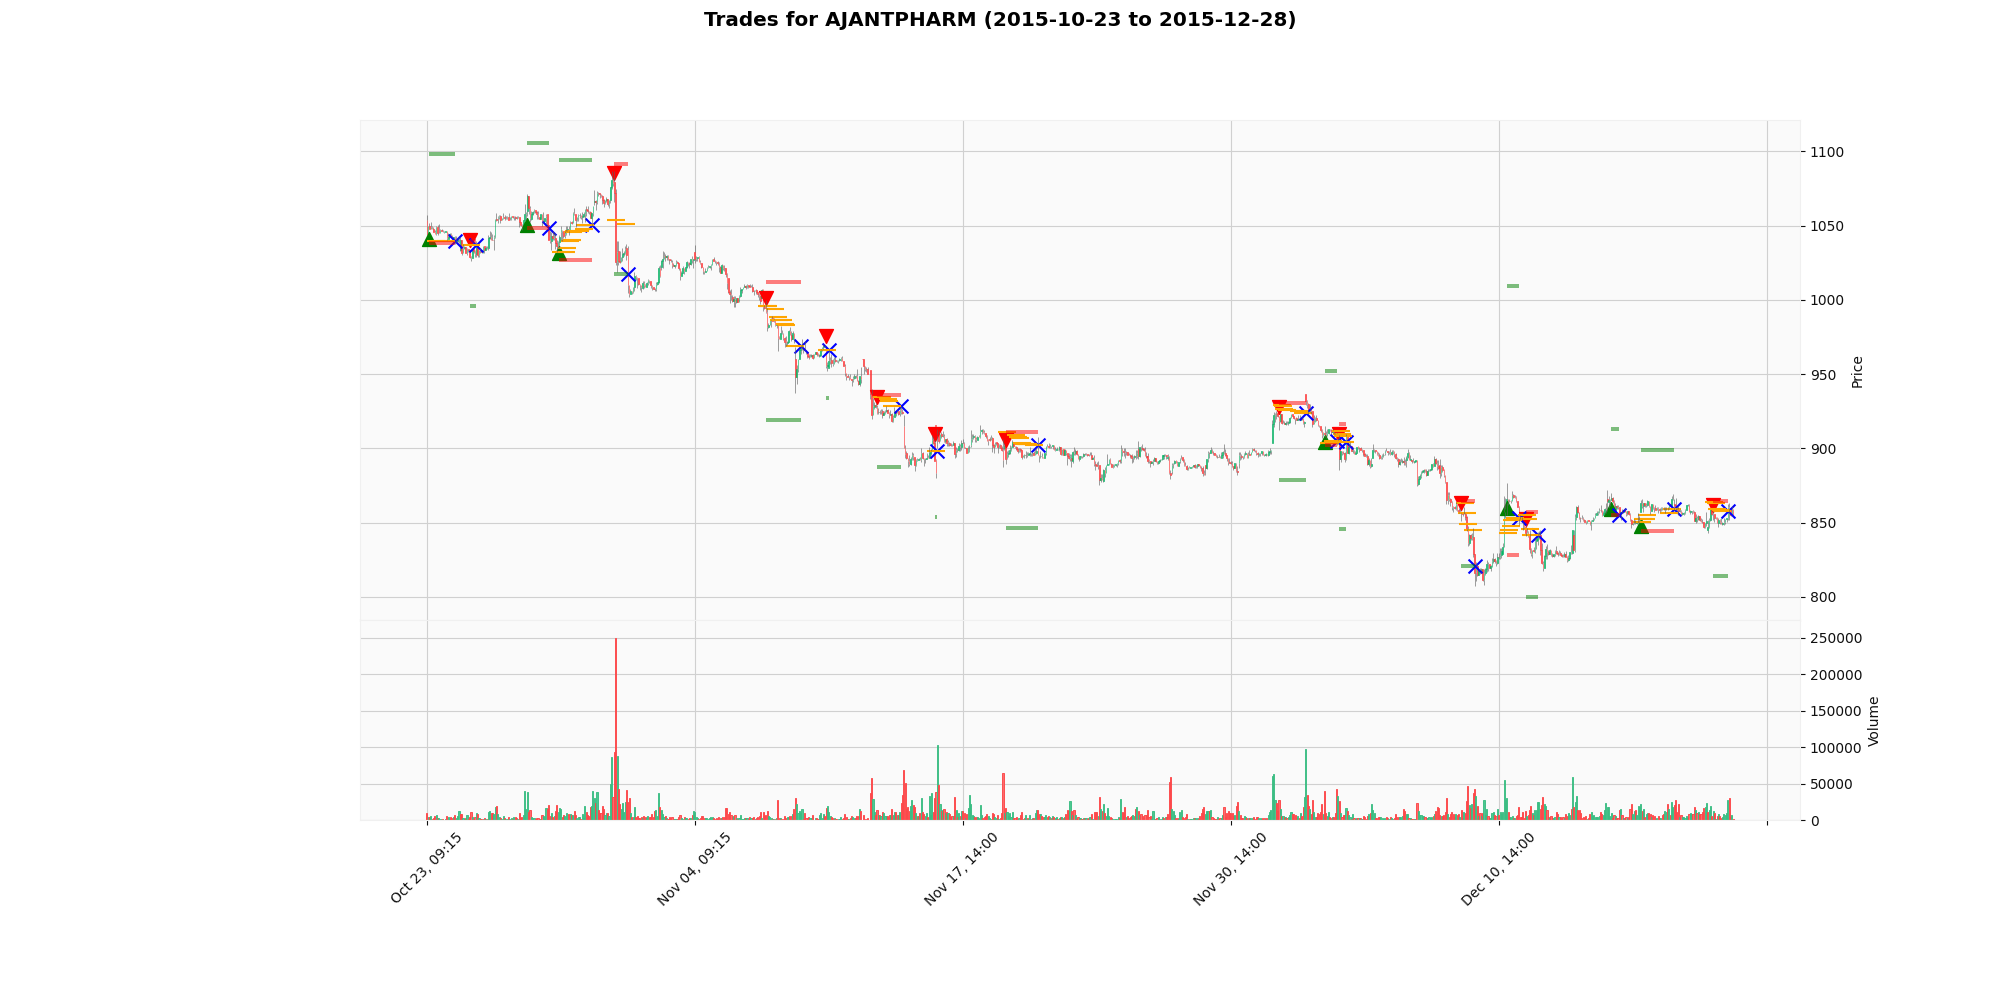 Trades for AJANTPHARM (2015-10-23 to 2015-12-28)
1100
1050
1000
950
900
850
800
Price
250000
200000
150000
100000
50000
0
Volume
Oct 23, 09:15
Nov 04, 09:15
Nov 17, 14:00
Nov 30, 14:00
Dec 10, 14:00